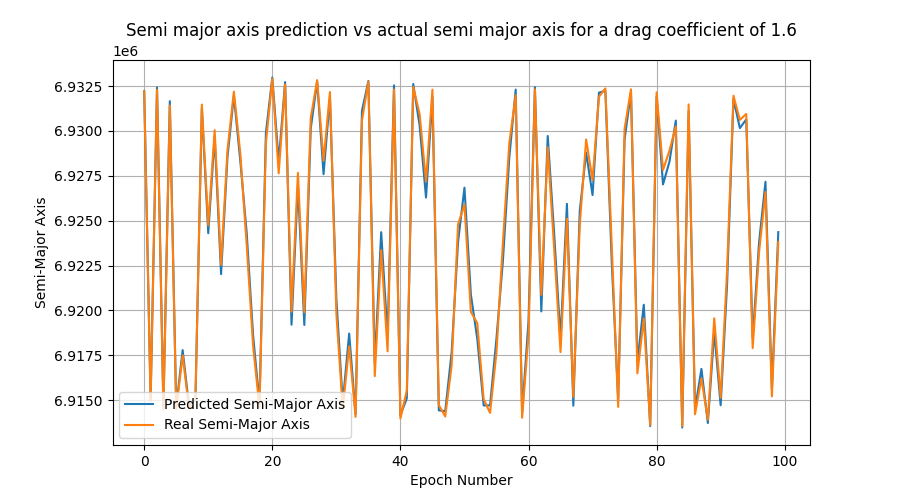 Semi major axis prediction vs actual semi major axis for a drag coefficient of 1.6
1e6
6.9325
6.9300
6.9275
6.9250
6.9225
6.9200
6.9175
6.9150
Semi-Major Axis
Predicted Semi-Major Axis
Real Semi-Major Axis
0 20 40 60 80 100
Epoch Number